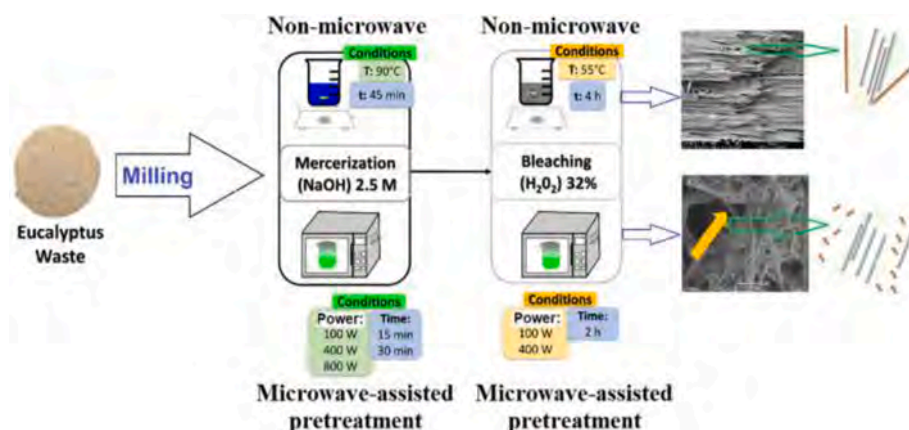 Non-microwave
Conditions
T: 90°C
t: 45 min
Mercerization
(NaOH) 2.5 M
Non-microwave
Conditions
T: 55°C
t: 4 h
Bleaching
(H₂O₂) 32%
Milling
Eucalyptus
Waste
Conditions
Power:
100 W
400 W
800 W
Time:
15 min
30 min
Microwave-assisted
pretreatment
Conditions
Power:
100 W
400 W
Time:
2 h
Microwave-assisted
pretreatment